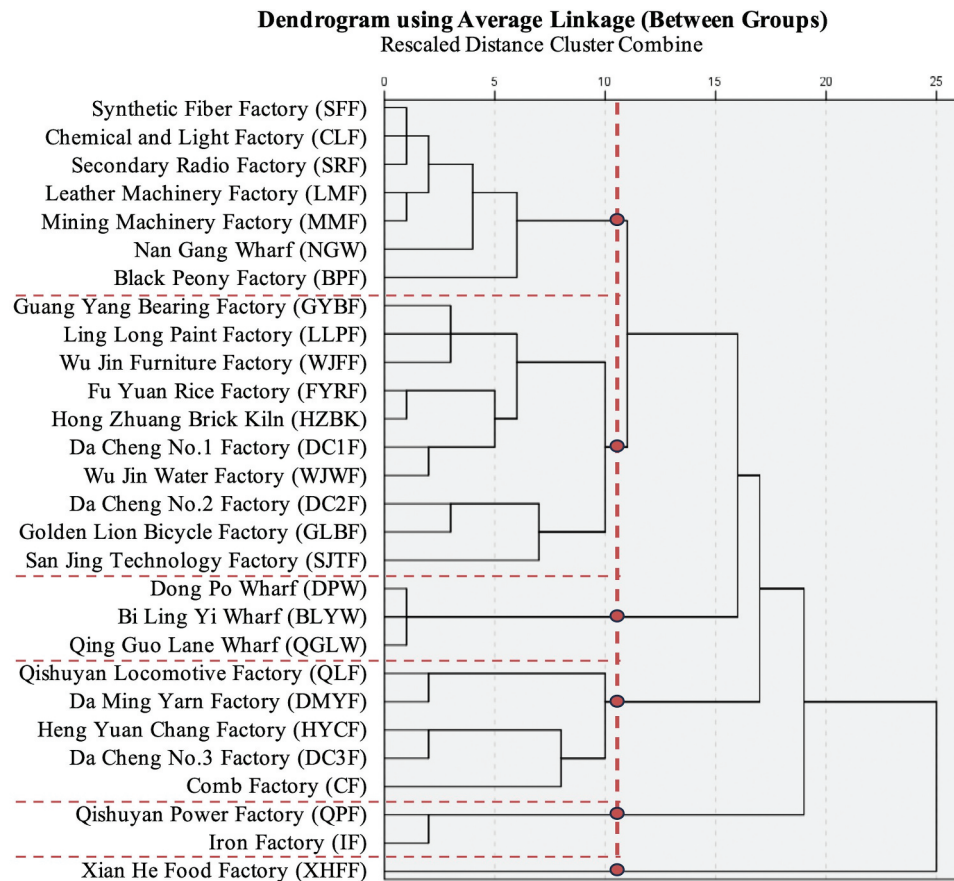 Dendrogram using Average Linkage (Between Groups)
Rescaled Distance Cluster Combine
0 5 10 15 20 25
Synthetic Fiber Factory (SFF)
Chemical and Light Factory (CLF)
Secondary Radio Factory (SRF)
Leather Machinery Factory (LMF)
Mining Machinery Factory (MMF)
Nan Gang Wharf (NGW)
Black Peony Factory (BPF)
Guang Yang Bearing Factory (GYBF)
Ling Long Paint Factory (LLPF)
Wu Jin Furniture Factory (WJFF)
Fu Yuan Rice Factory (FYRF)
Hong Zhuang Brick Kiln (HZBK)
Da Cheng No.1 Factory (DC1F)
Wu Jin Water Factory (WJWF)
Da Cheng No.2 Factory (DC2F)
Golden Lion Bicycle Factory (GLBF)
San Jing Technology Factory (SJTF)
Dong Po Wharf (DPW)
Bi Ling Yi Wharf (BLYW)
Qing Guo Lane Wharf (QGLW)
Qishuyan Locomotive Factory (QLF)
Da Ming Yarn Factory (DMYF)
Heng Yuan Chang Factory (HYCF)
Da Cheng No.3 Factory (DC3F)
Comb Factory (CF)
Qishuyan Power Factory (QPF)
Iron Factory (IF)
Xian He Food Factory (XHFF)